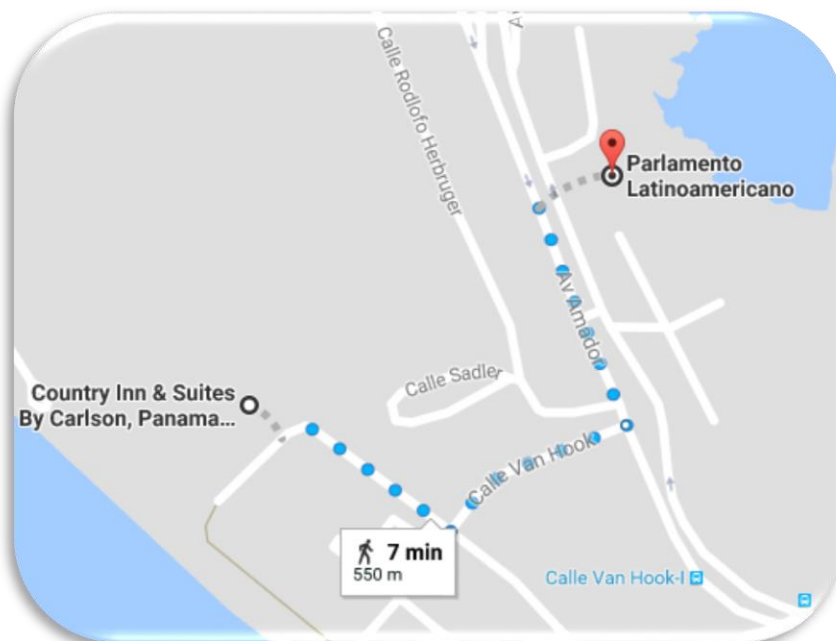 Calle Rodlofo Herbruger
Parlamento
Latinoamericano
Av Amador
Calle Sadler
Country Inn & Suites
By Carlson, Panama...
Calle Van Hook
7 min
550 m
Calle Van Hook-I